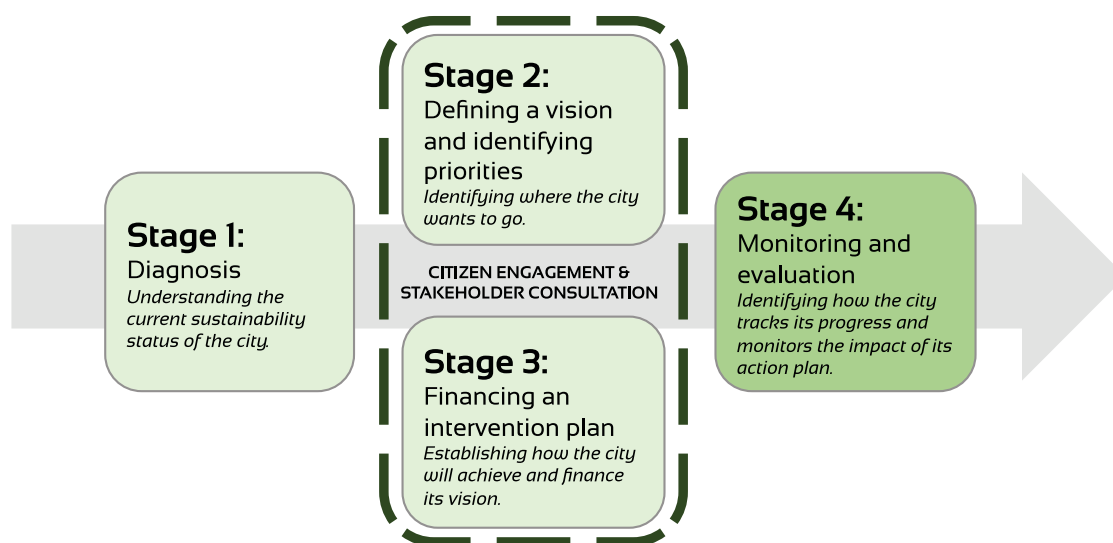 Stage 1:
Diagnosis
Understanding the
current sustainability
status of the city.
Stage 2:
Defining a vision
and identifying
priorities
Identifying where the city
wants to go.
CITIZEN ENGAGEMENT &
STAKEHOLDER CONSULTATION
Stage 3:
Financing an
intervention plan
Establishing how the city
will achieve and finance
its vision.
Stage 4:
Monitoring and
evaluation
Identifying how the city
tracks its progress and
monitors the impact of its
action plan.